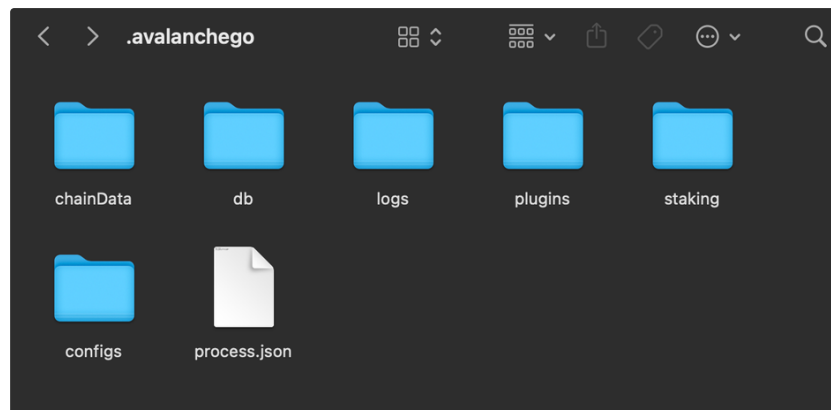 .avalanchego
chainData
db
logs
plugins
staking
configs
process.json